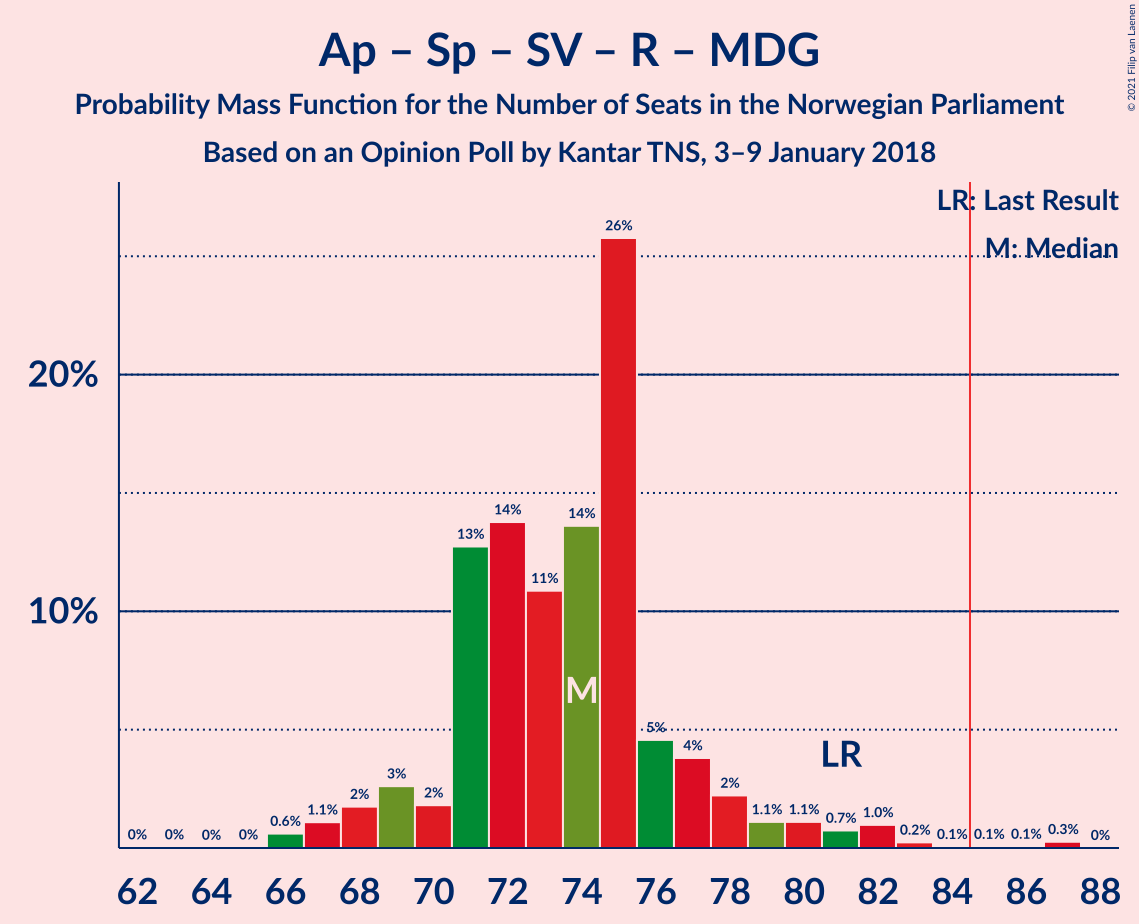 Ap – Sp – SV – R – MDG
Probability Mass Function for the Number of Seats in the Norwegian Parliament
Based on an Opinion Poll by Kantar TNS, 3–9 January 2018
© 2021 Filip van Laenen
LR: Last Result
M: Median
20%
10%
0% 0% 0% 0% 0.6% 1.1% 2% 3% 2% 13% 14% 11% 14% 26% 5% 4% 2% 1.1% 1.1% 0.7% 1.0% 0.2% 0.1% 0.1% 0.1% 0.3% 0%
M
LR
62 64 66 68 70 72 74 76 78 80 82 84 86 88